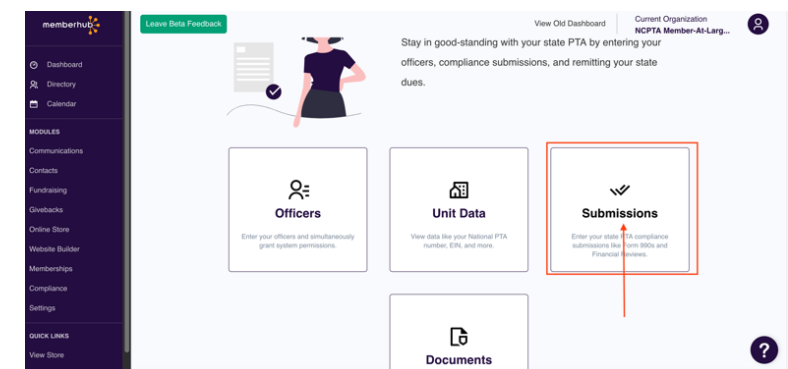 memberhub
Leave Beta Feedback
View Old Dashboard
Current Organization
NCPTA Member-At-Larg...
Dashboard
Directory
Calendar
MODULES
Communications
Contacts
Fundraising
Givebacks
Online Store
Website Builder
Memberships
Compliance
Settings
QUICK LINKS
View Store
Stay in good-standing with your state PTA by entering your
officers, compliance submissions, and remitting your state
dues.
Officers
Enter your officers and simultaneously
grant system permissions.
Unit Data
View data like your National PTA
number, EIN, and more.
Submissions
Enter your state PTA compliance
submissions like Form 990s and
Financial Reviews.
Documents
?